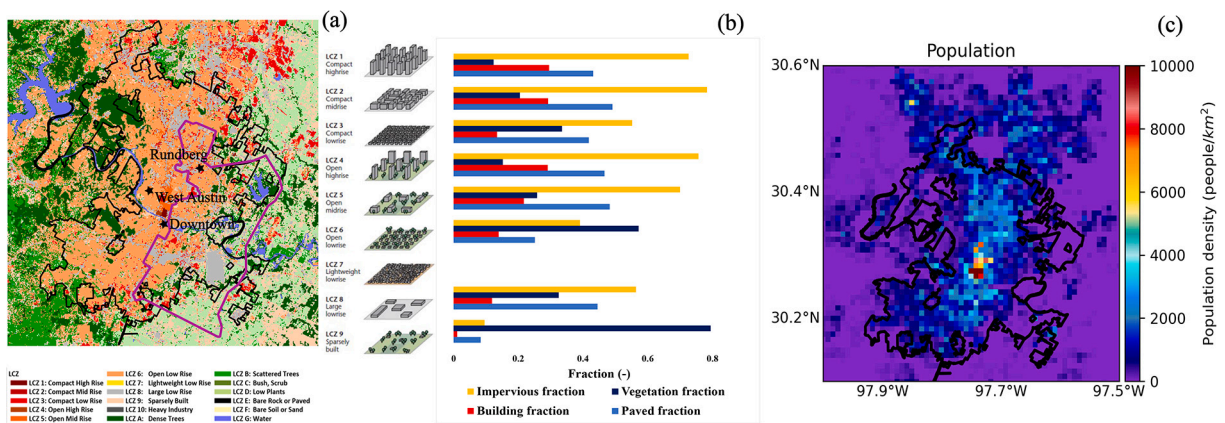 (a)
Rundberg
West Austin
Downtown
LCZ
LCZ 1: Compact High Rise
LCZ 2: Compact Mid Rise
LCZ 3: Compact Low Rise
LCZ 4: Open High Rise
LCZ 5: Open Mid Rise
LCZ 6: Open Low Rise
LCZ 7: Lightweight Low Rise
LCZ 8: Large Low Rise
LCZ 9: Sparsely Built
LCZ 10: Heavy Industry
LCZ A: Dense Trees
LCZ B: Scattered Trees
LCZ C: Bush, Scrub
LCZ D: Low Plants
LCZ E: Bare Rock or Paved
LCZ F: Bare Soil or Sand
LCZ G: Water
(b)
LCZ 1
Compact
highrise
LCZ 2
Compact
midrise
LCZ 3
Compact
lowrise
LCZ 4
Open
highrise
LCZ 5
Open
midrise
LCZ 6
Open
lowrise
LCZ 7
Lightweight
lowrise
LCZ 8
Large
lowrise
LCZ 9
Sparsely
built
0 0.2 0.4 0.6 0.8
Fraction (-)
Impervious fraction
Vegetation fraction
Building fraction
Paved fraction
(c)
Population
30.6°N
30.4°N
30.2°N
97.9°W 97.7°W 97.5°W
10000
8000
6000
4000
2000
0
Population density (people/km²)